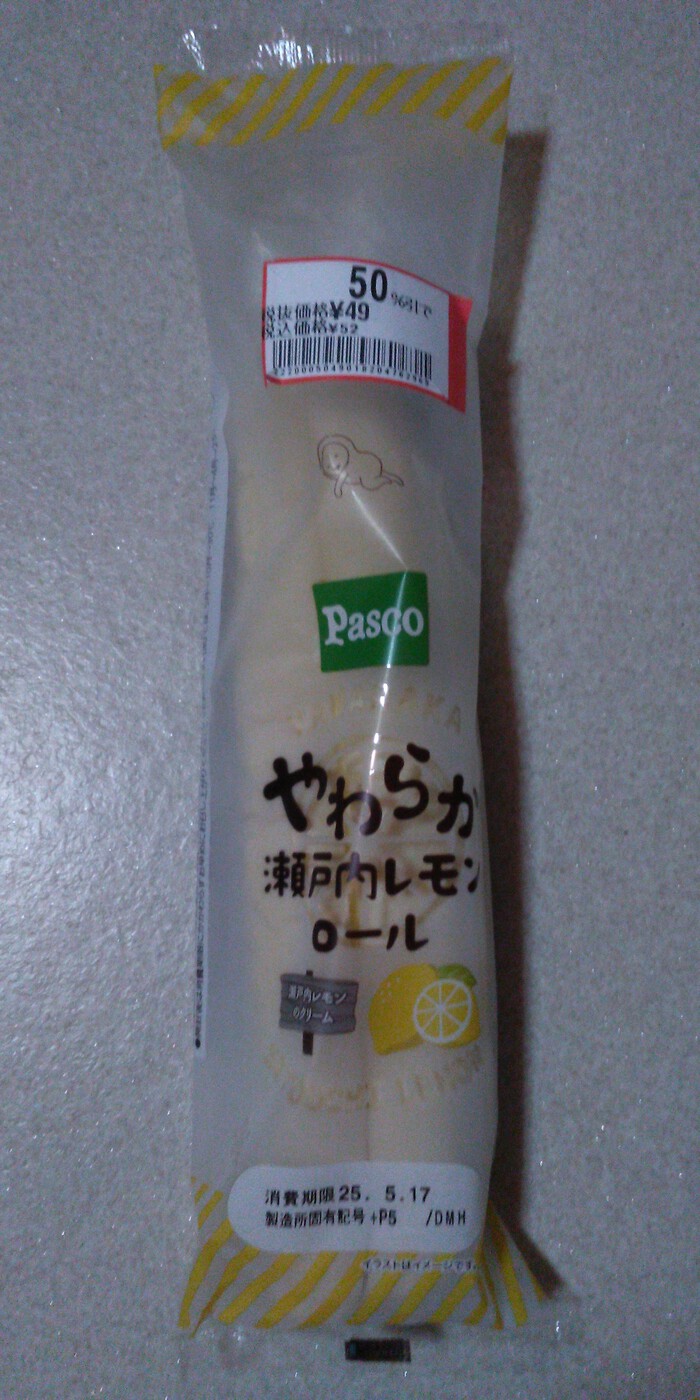 50%引で
税抜価格¥49
税込価格¥52
Pasco
やわらか
瀬戸内レモン
ロール
瀬戸内レモン
のクリーム
消費期限25. 5.17
製造所固有記号+P5 /DMH
イラストはイメージです。